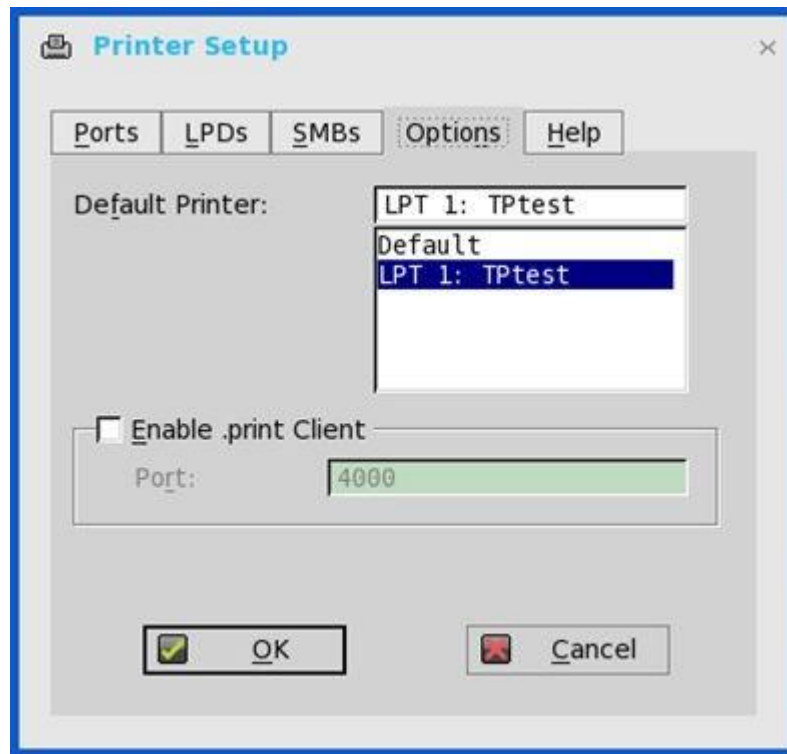 Printer Setup
Ports LPDs SMBs Options Help
Default Printer: LPT 1: TPtest
Default
LPT 1: TPtest
Enable .print Client
Port: 4000
OK Cancel